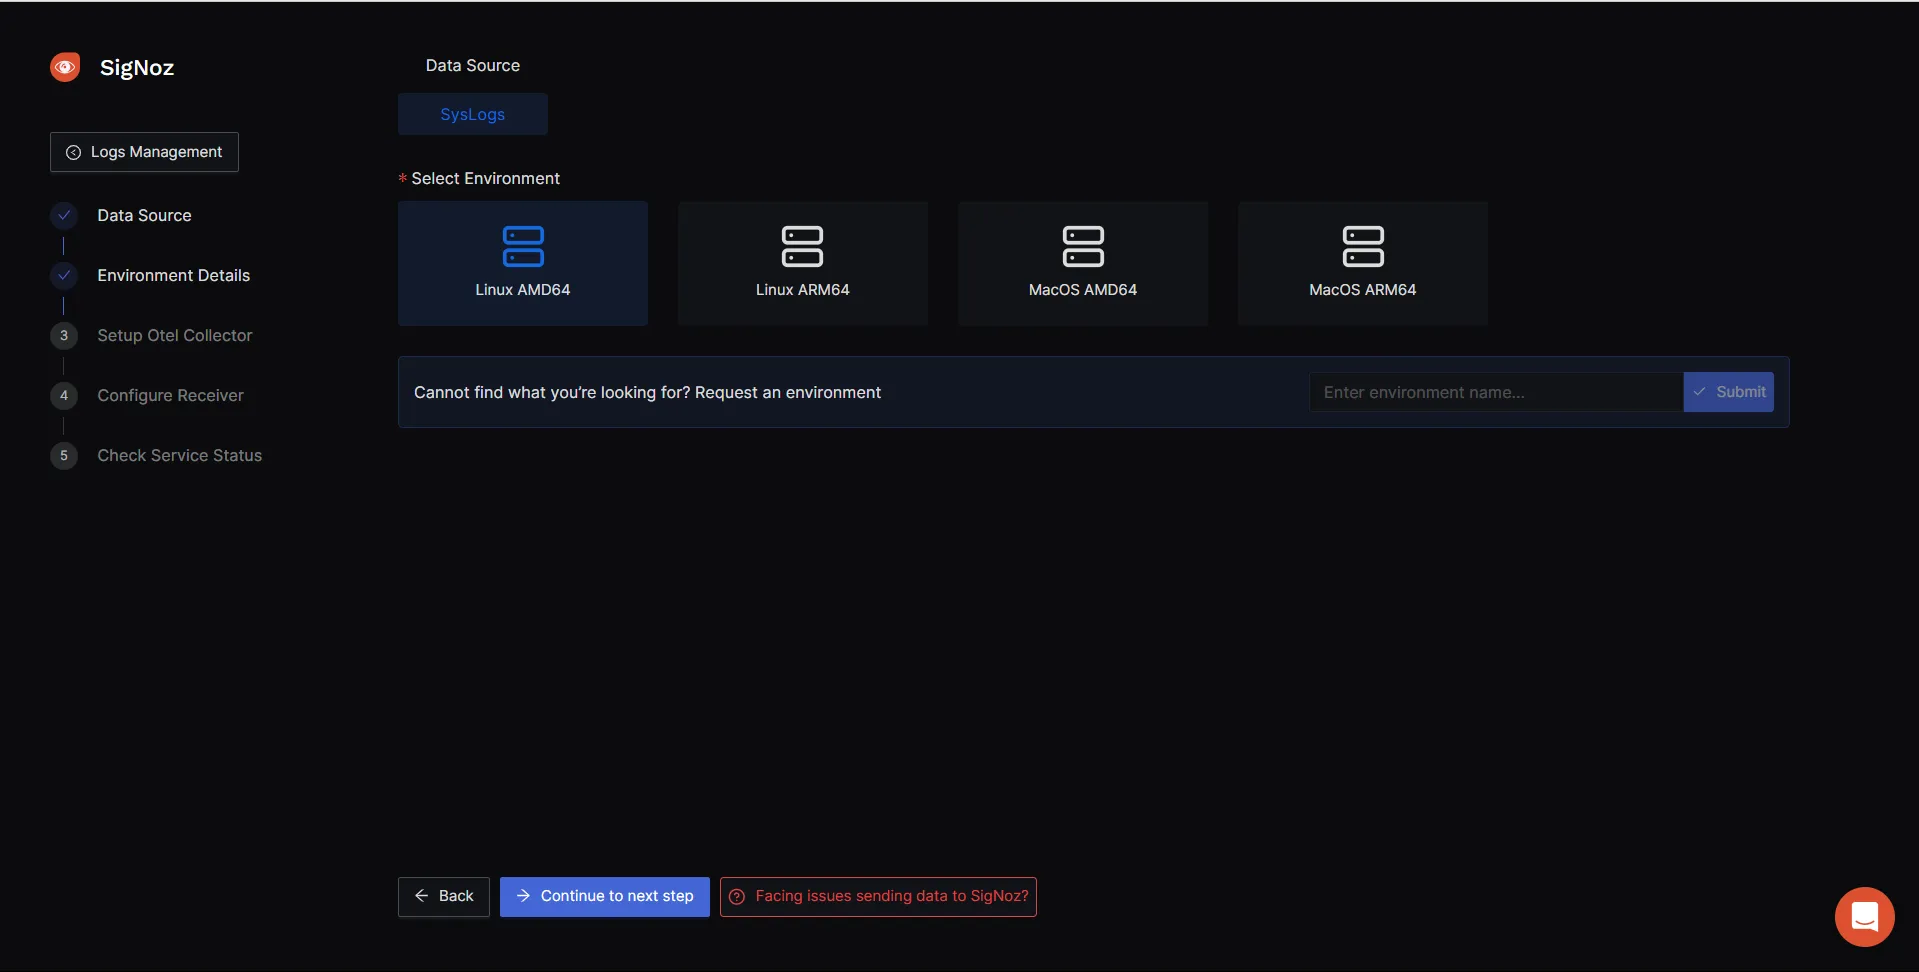 SigNoz
Logs Management
Data Source
Environment Details
3 Setup Otel Collector
4 Configure Receiver
5 Check Service Status
Data Source
SysLogs
* Select Environment
Linux AMD64
Linux ARM64
MacOS AMD64
MacOS ARM64
Cannot find what you’re looking for? Request an environment
Enter environment name...
Submit
Back
Continue to next step
Facing issues sending data to SigNoz?